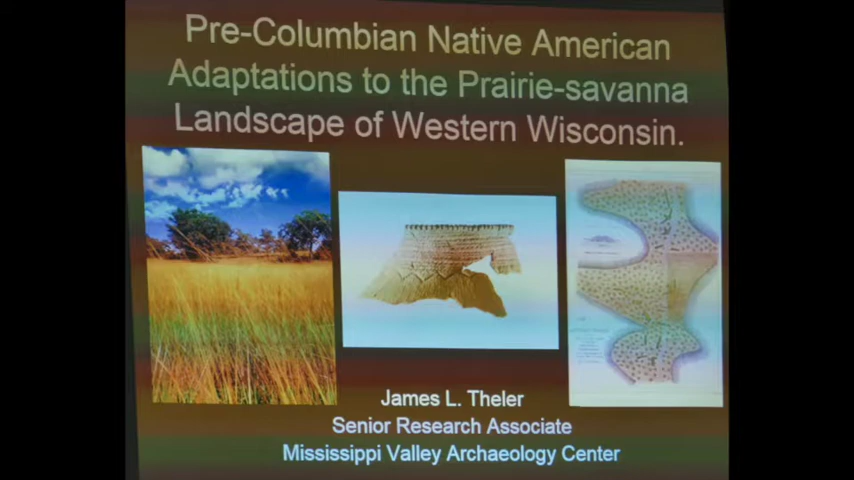 Pre-Columbian Native American
Adaptations to the Prairie-savanna
Landscape of Western Wisconsin.
James L. Theler
Senior Research Associate
Mississippi Valley Archaeology Center